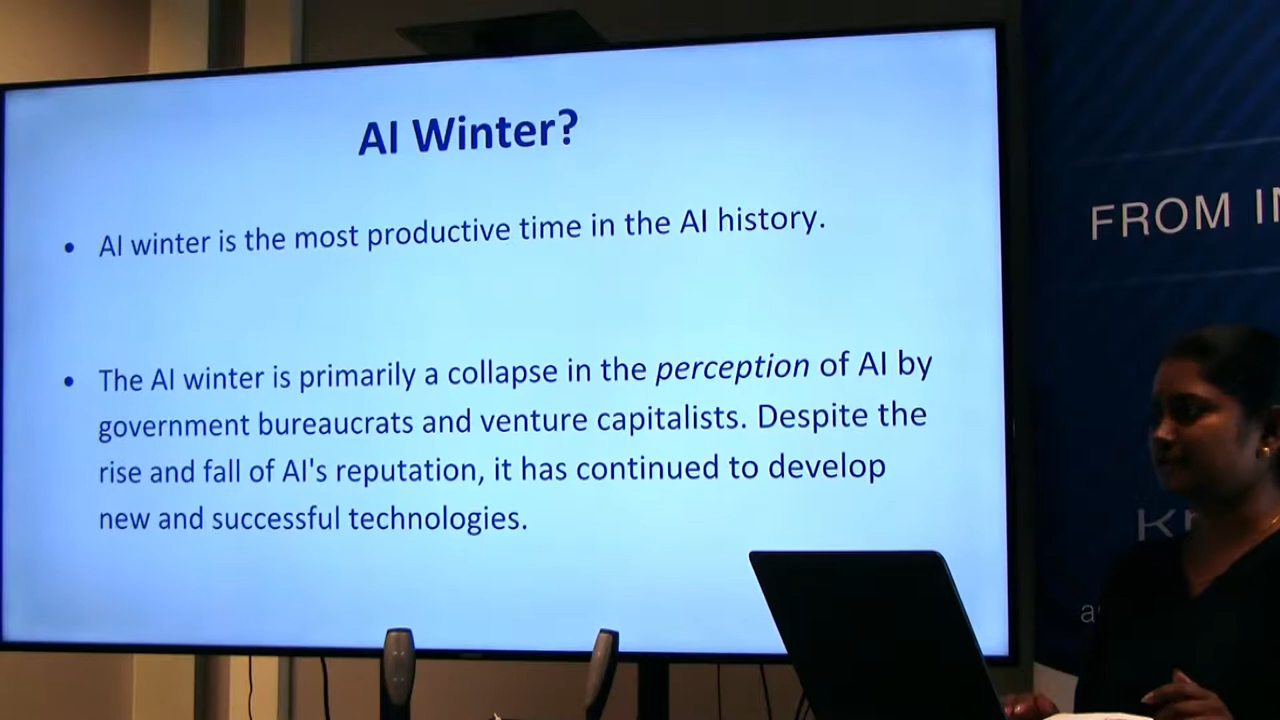 AI Winter?
• AI winter is the most productive time in the AI history.
• The AI winter is primarily a collapse in the perception of AI by
government bureaucrats and venture capitalists. Despite the
rise and fall of AI's reputation, it has continued to develop
new and successful technologies.
FROM